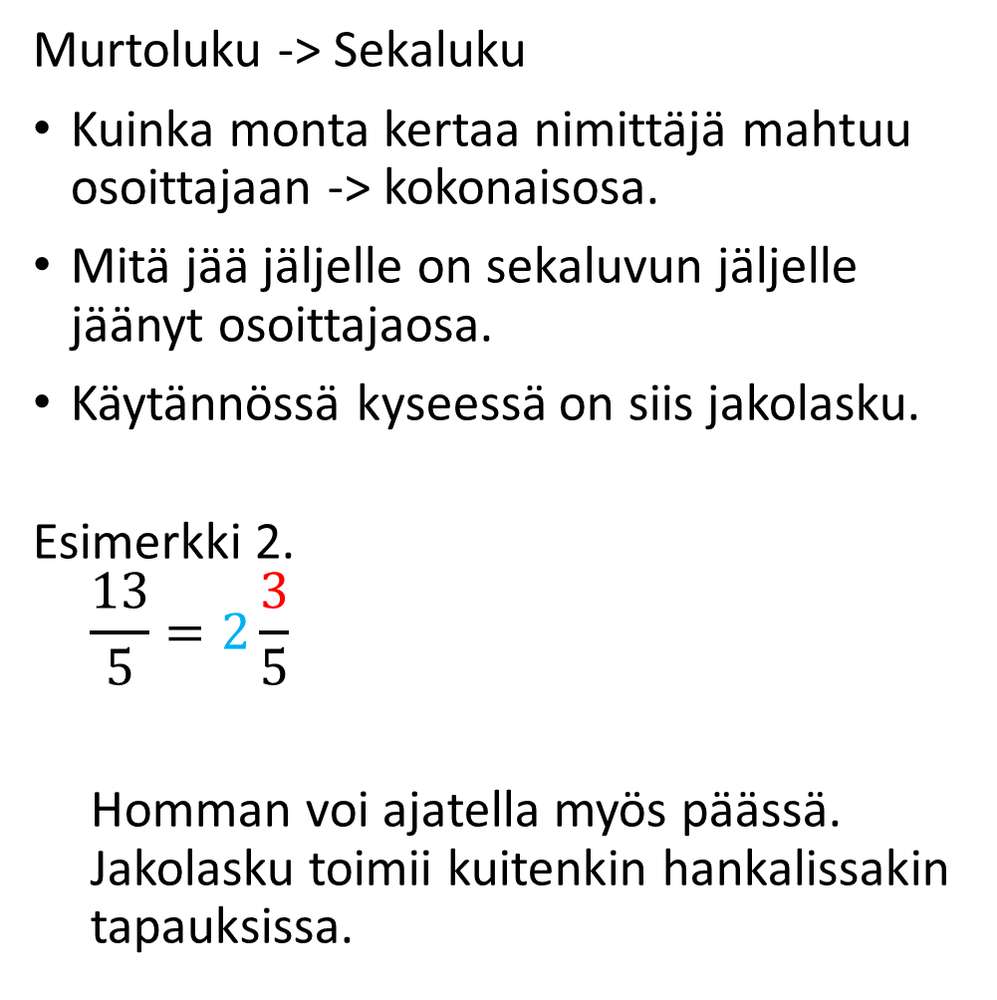 Murtoluku -> Sekaluku
• Kuinka monta kertaa nimittäjä mahtuu
osoittajaan -> kokonaisosa.
• Mitä jää jäljelle on sekaluvun jäljelle
jäänyt osoittajaosa.
• Käytännössä kyseessä on siis jakolasku.
Esimerkki 2.
13/5 = 2 3/5
Homman voi ajatella myös päässä.
Jakolasku toimii kuitenkin hankalissakin
tapauksissa.